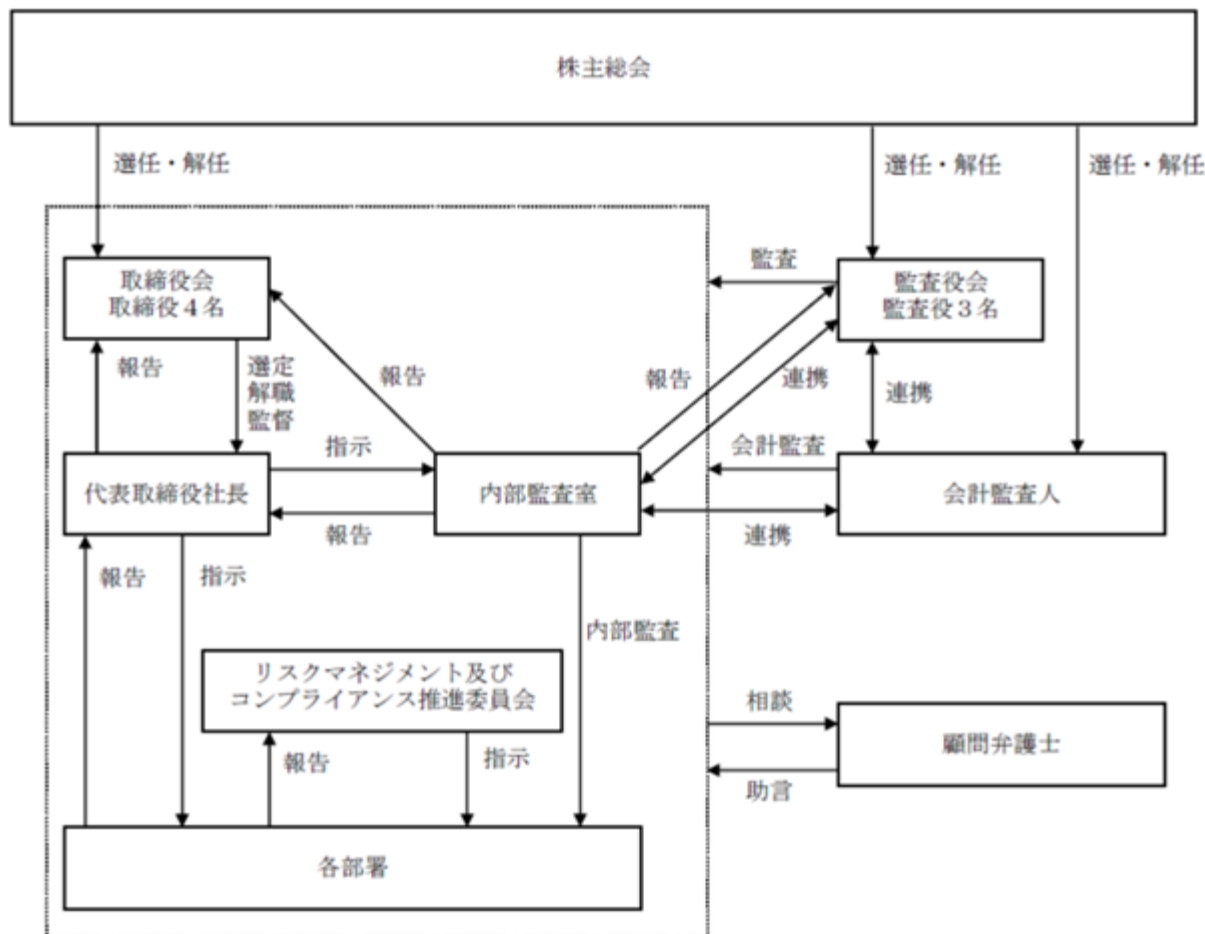 株主総会
選任・解任
選任・解任
選任・解任
取締役会
取締役4名
監査
監査役会
監査役3名
報告
選定
解職
監督
報告
報告
連携
連携
指示
会計監査
代表取締役社長
内部監査室
会計監査人
報告
連携
報告
指示
内部監査
リスクマネジメント及び
コンプライアンス推進委員会
相談
顧問弁護士
報告
指示
助言
各部署